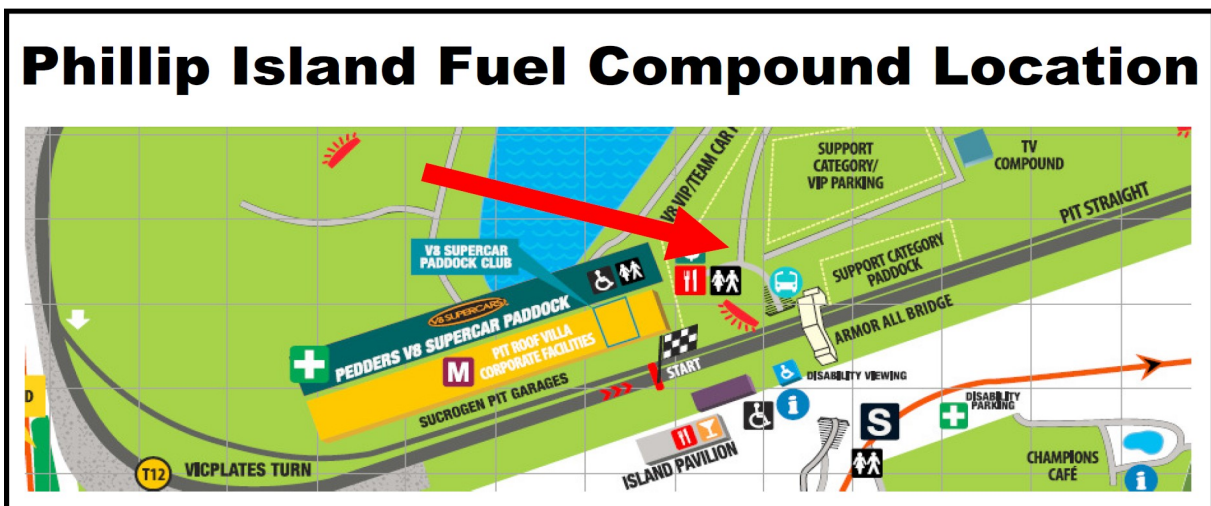 Phillip Island Fuel Compound Location
SUPPORT
CATEGORY/
VIP PARKING
TV
COMPOUND
V8 VIP/TEAM CAR
PIT STRAIGHT
V8 SUPERCAR
PADDOCK CLUB
SUPPORT CATEGORY
PADDOCK
V8 SUPERCARS
PEDDERS V8 SUPERCAR PADDOCK
PIT ROOF VILLA
CORPORATE FACILITIES
M
ARMOR ALL BRIDGE
START
SUCROGEN PIT GARAGES
DISABILITY VIEWING
i
D
S
DISABILITY
PARKING
ISLAND PAVILION
T12
VICPLATES TURN
CHAMPIONS
CAFÉ
i